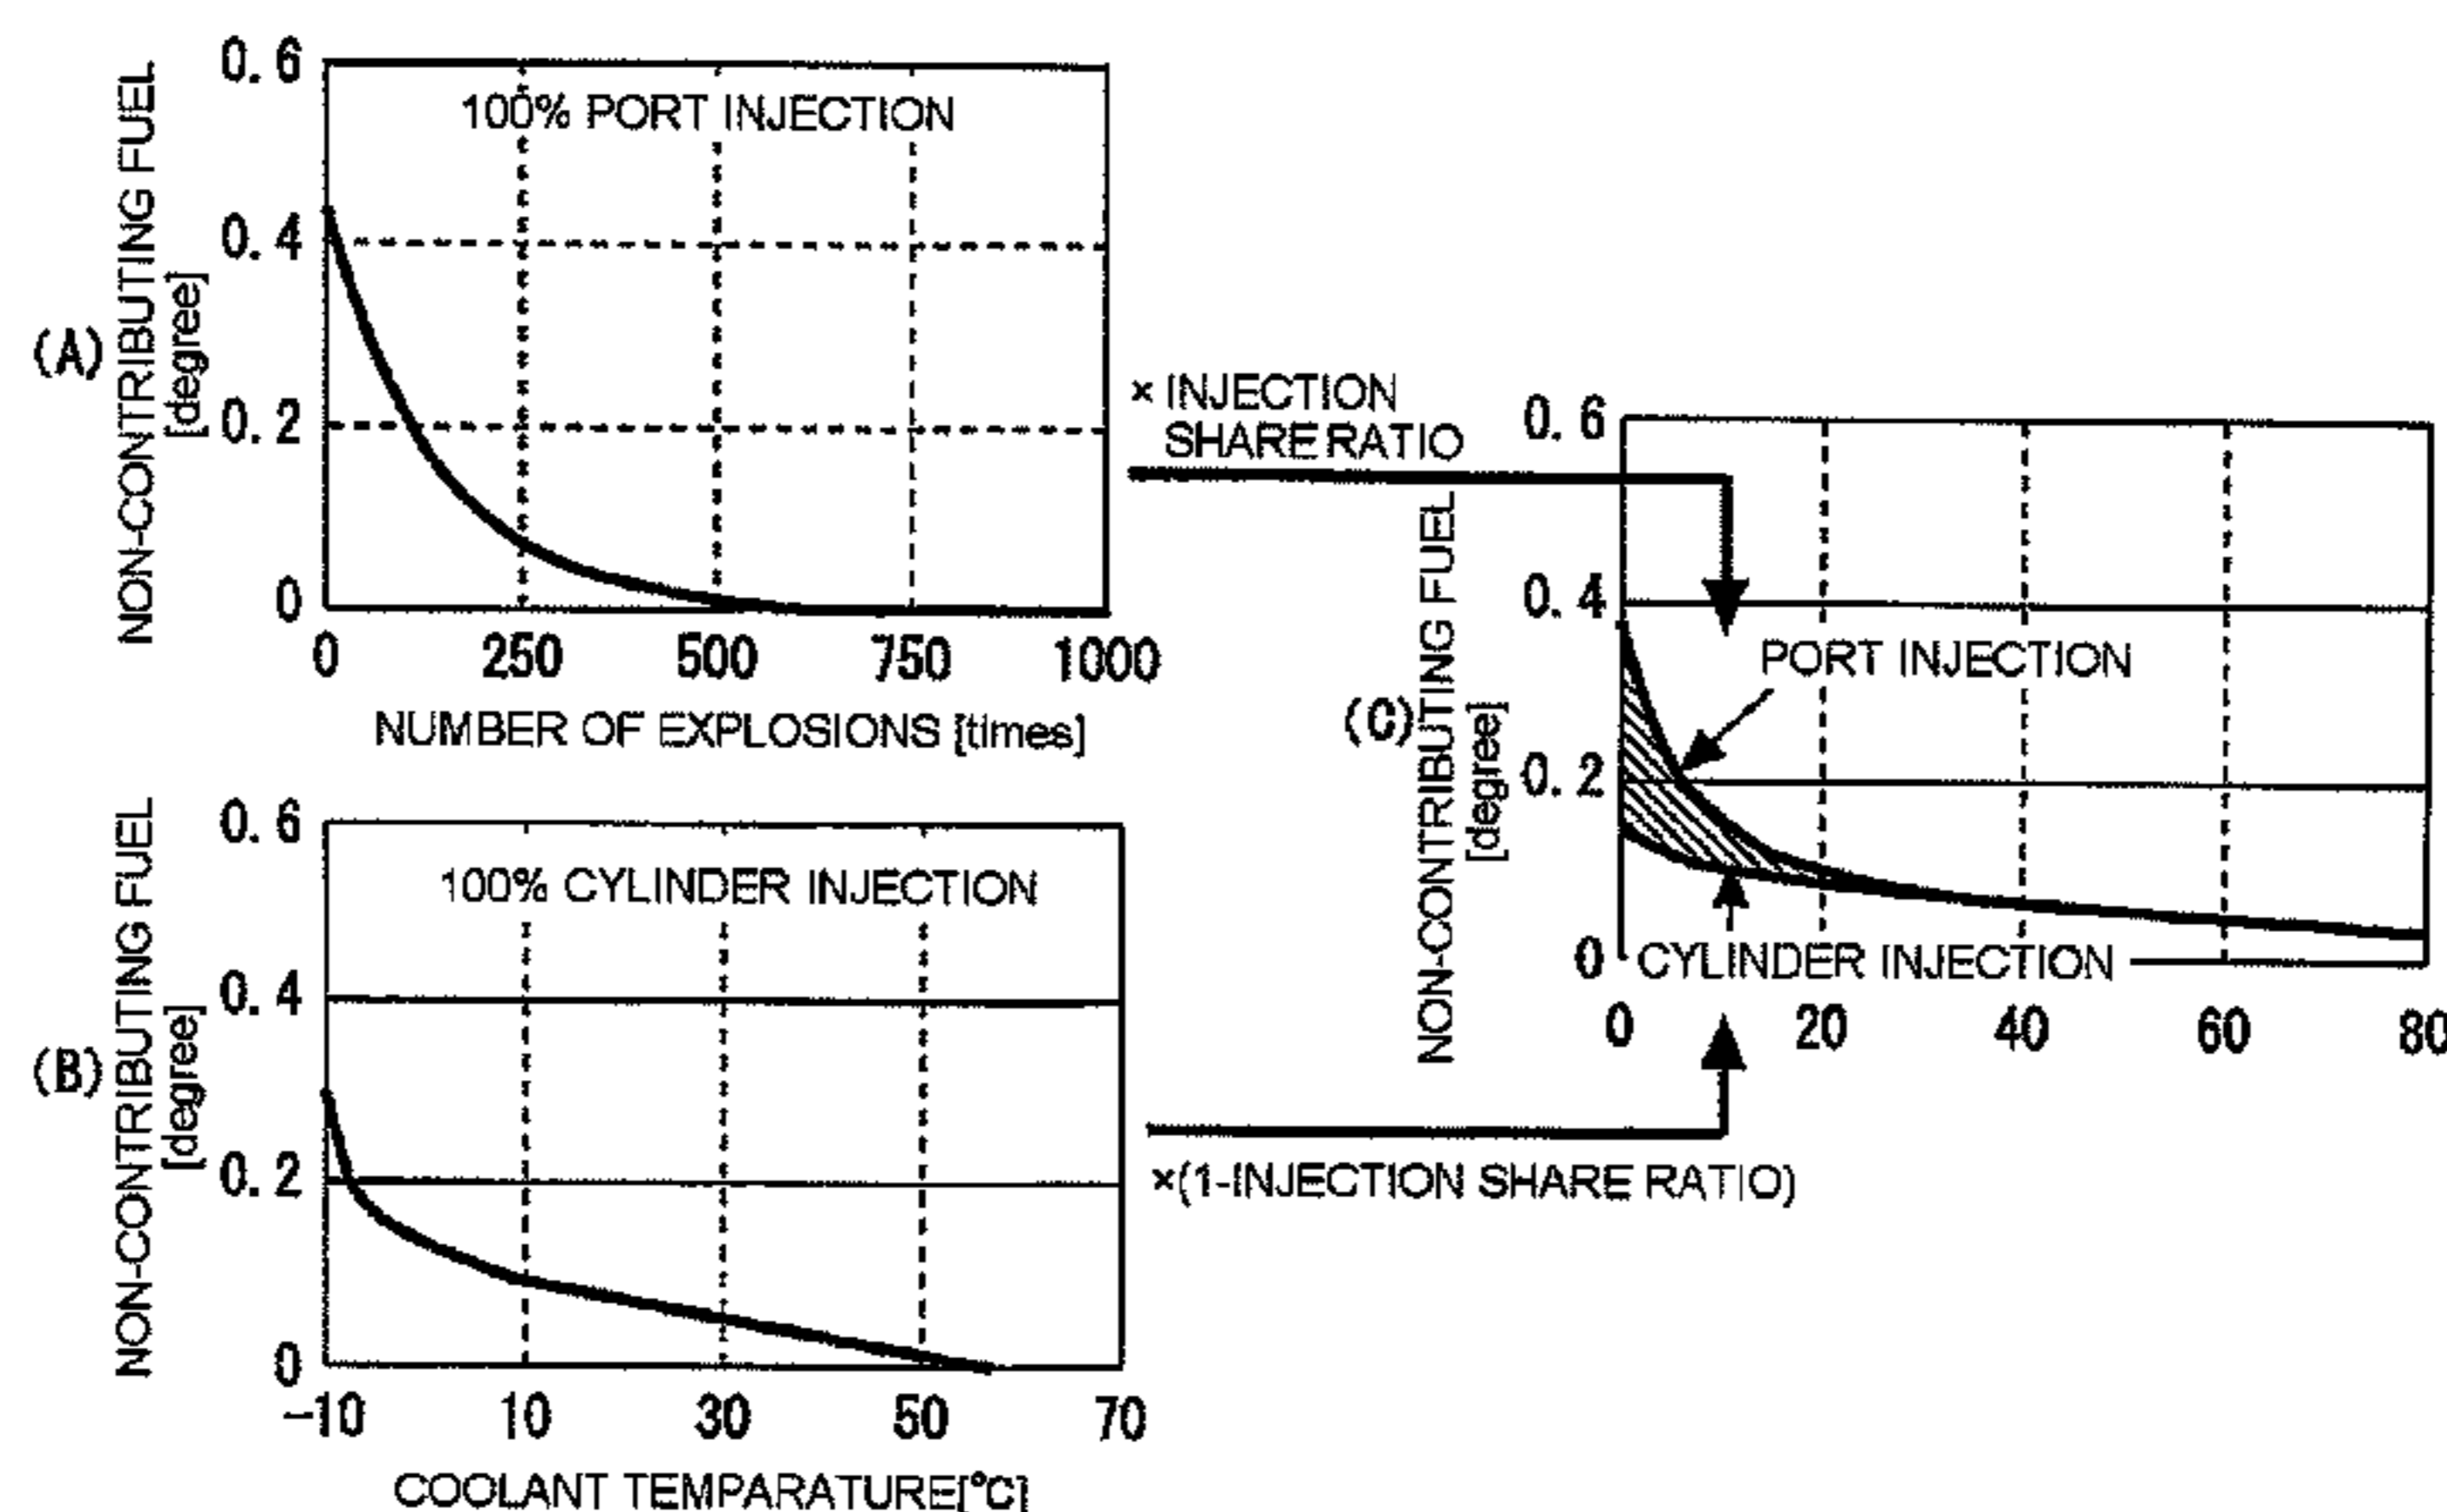 (A)
NON-CONTRIBUTING FUEL
[degree]
0.6
0.4
0.2
0
100% PORT INJECTION
0 250 500 750 1000
NUMBER OF EXPLOSIONS [times]
× INJECTION
SHARE RATIO
(B)
NON-CONTRIBUTING FUEL
[degree]
0.6
0.4
0.2
0
100% CYLINDER INJECTION
-10 10 30 50 70
COOLANT TEMPARATURE[°C]
×(1-INJECTION SHARE RATIO)
(C)
NON-CONTRIBUTING FUEL
[degree]
0.6
0.4
0.2
0
PORT INJECTION
CYLINDER INJECTION
0 20 40 60 80